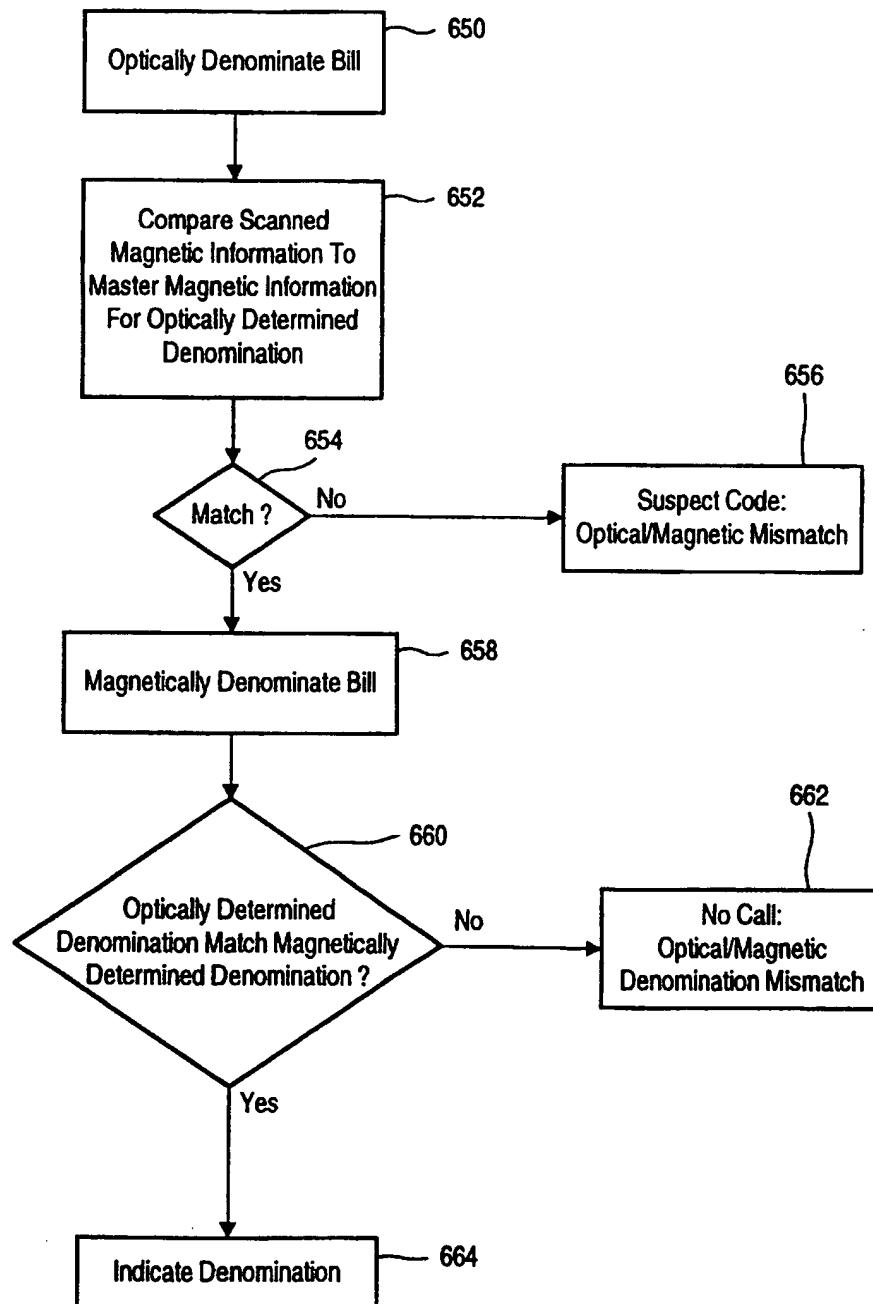 650
Optically Denominate Bill
652
Compare Scanned
Magnetic Information To
Master Magnetic Information
For Optically Determined
Denomination
654
Match ?
No
656
Suspect Code:
Optical/Magnetic Mismatch
Yes
658
Magnetically Denominate Bill
660
Optically Determined
Denomination Match Magnetically
Determined Denomination ?
No
662
No Call:
Optical/Magnetic
Denomination Mismatch
Yes
664
Indicate Denomination